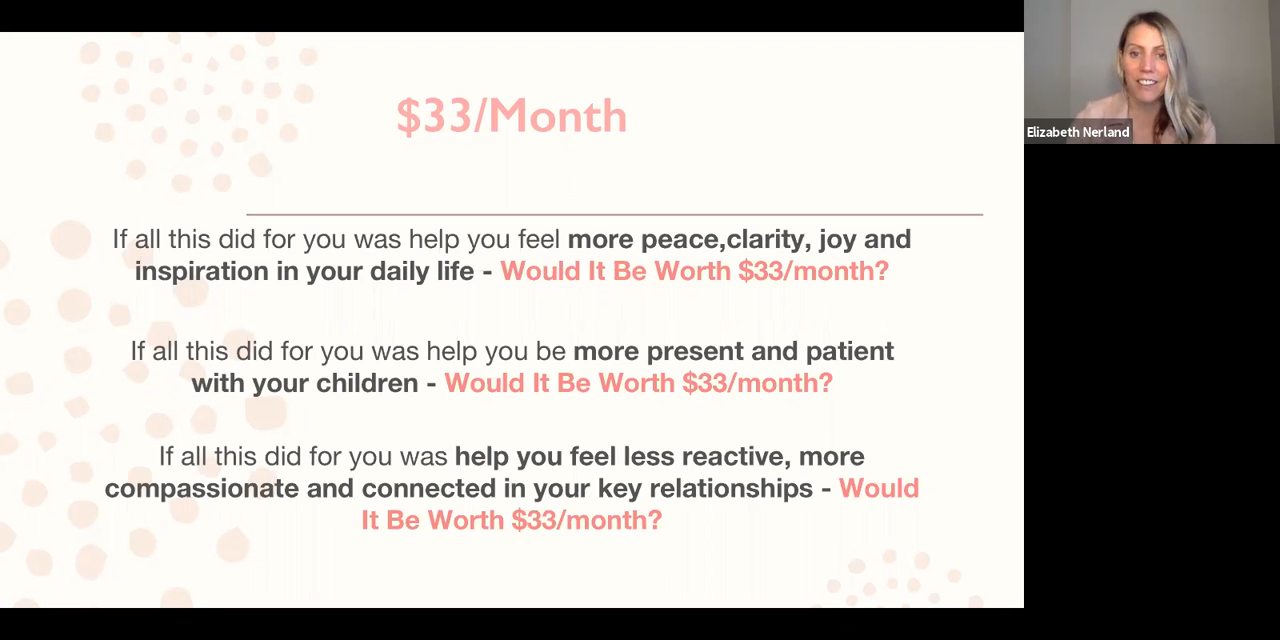 $33/Month
Elizabeth Nerland
If all this did for you was help you feel more peace,clarity, joy and
inspiration in your daily life - Would It Be Worth $33/month?
If all this did for you was help you be more present and patient
with your children - Would It Be Worth $33/month?
If all this did for you was help you feel less reactive, more
compassionate and connected in your key relationships - Would
It Be Worth $33/month?